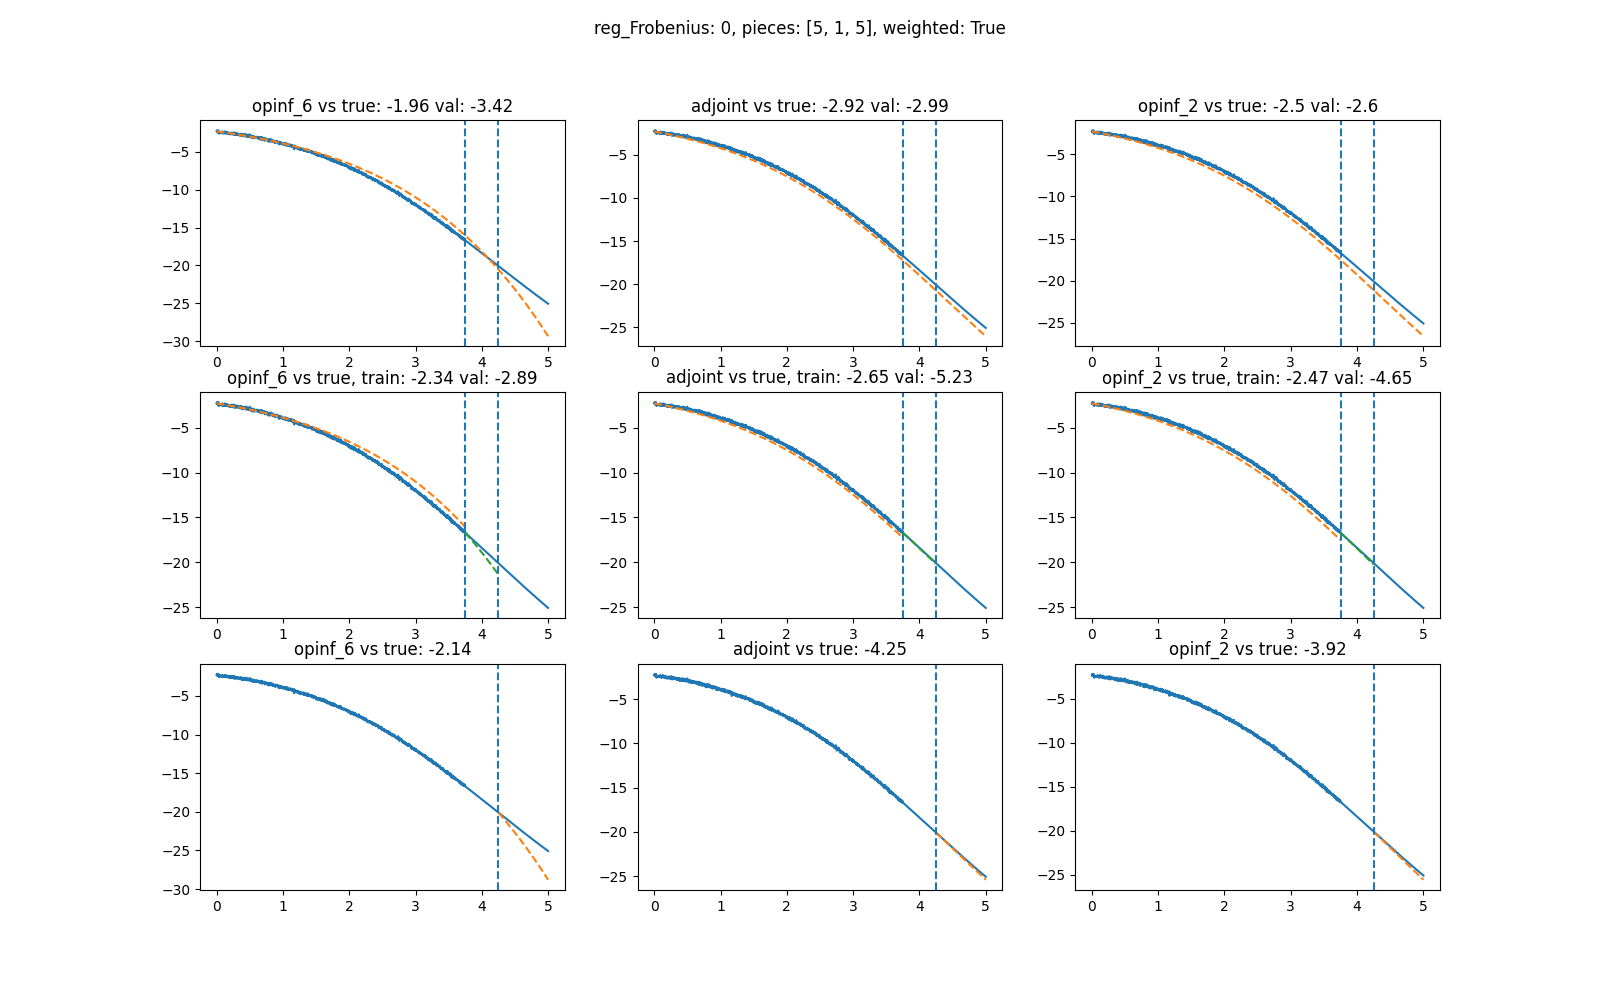 reg_Frobenius: 0, pieces: [5, 1, 5], weighted: True
opinf_6 vs true: -1.96 val: -3.42
adjoint vs true: -2.92 val: -2.99
opinf_2 vs true: -2.5 val: -2.6
−5
−10
−15
−20
−25
−30
0 1 2 3 4 5
−5
−10
−15
−20
−25
0 1 2 3 4 5
−5
−10
−15
−20
−25
0 1 2 3 4 5
opinf_6 vs true, train: -2.34 val: -2.89
adjoint vs true, train: -2.65 val: -5.23
opinf_2 vs true, train: -2.47 val: -4.65
−5
−10
−15
−20
−25
0 1 2 3 4 5
−5
−10
−15
−20
−25
0 1 2 3 4 5
−5
−10
−15
−20
−25
0 1 2 3 4 5
opinf_6 vs true: -2.14
adjoint vs true: -4.25
opinf_2 vs true: -3.92
−5
−10
−15
−20
−25
−30
0 1 2 3 4 5
−5
−10
−15
−20
−25
0 1 2 3 4 5
−5
−10
−15
−20
−25
0 1 2 3 4 5